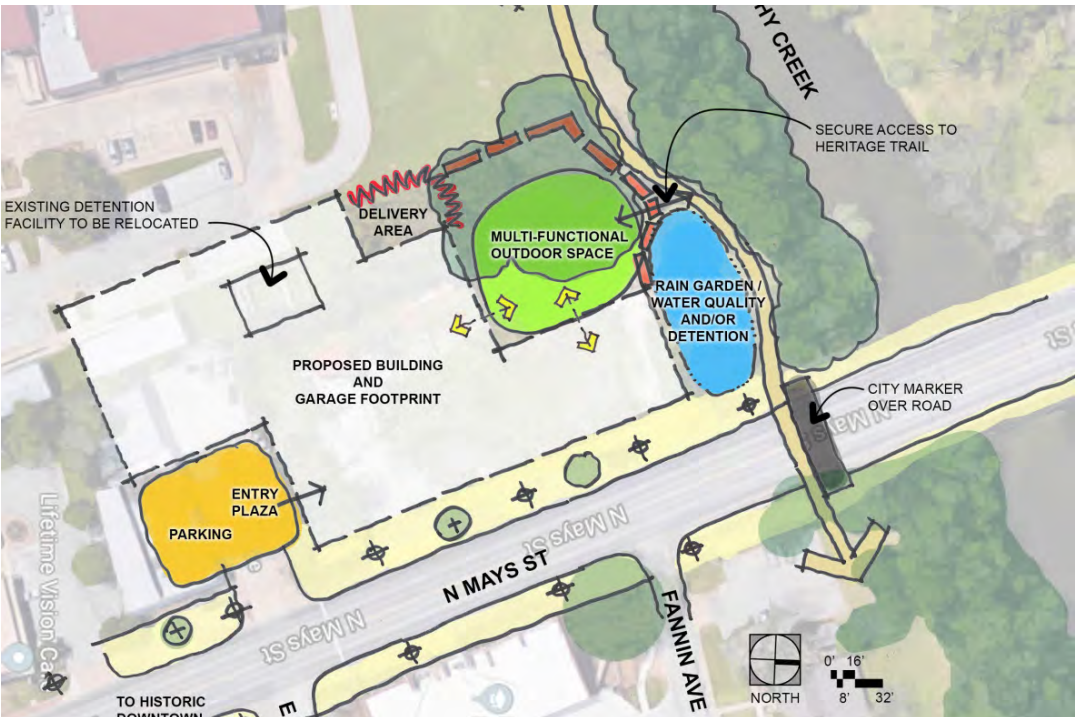 HY CREEK
SECURE ACCESS TO
HERITAGE TRAIL
EXISTING DETENTION
FACILITY TO BE RELOCATED
DELIVERY
AREA
MULTI-FUNCTIONAL
OUTDOOR SPACE
RAIN GARDEN /
WATER QUALITY
AND/OR
DETENTION
N Mays St
PROPOSED BUILDING
AND
GARAGE FOOTPRINT
CITY MARKER
OVER ROAD
N Mays St
ENTRY
PLAZA
PARKING
Lifetime Vision Ca
N Mays St
N MAYS ST
N Mays St
FANNIN AVE
E
NORTH
0' 16'
8' 32'
TO HISTORIC
DOWNTOWN